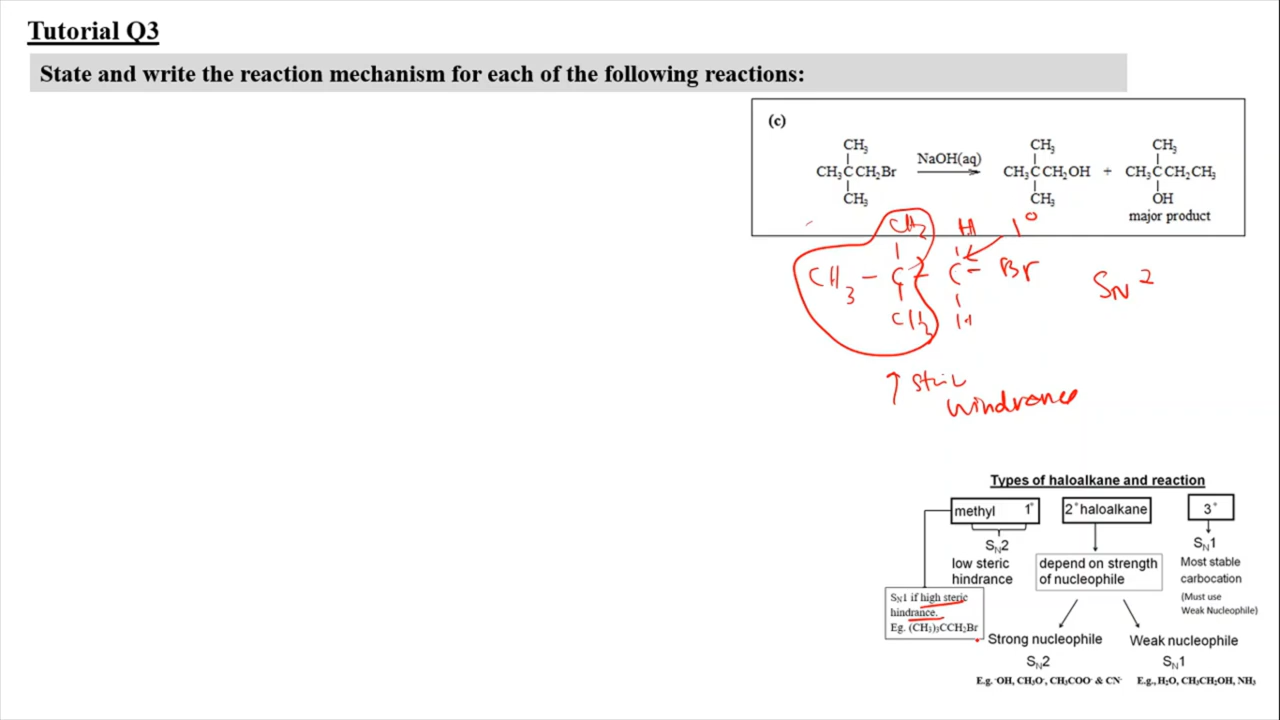 Tutorial Q3
State and write the reaction mechanism for each of the following reactions:
(c)
CH₃ CH₃ CH₃
CH₃CCH₂Br NaOH(aq) CH₃CCH₂OH + CH₃CCH₂CH₃
CH₃ CH₃ OH
major product
CH₃ H 1°
CH₃ - C - C - Br SN2
CH₃ H
↑ steric
hindrance
Types of haloalkane and reaction
methyl 1° 2° haloalkane 3°
SN2 SN1
low steric
hindrance
depend on strength
of nucleophile
Most stable
carbocation
(Must use
Weak Nucleophile)
SN1 if high steric
hindrance.
Eg. (CH₃)₃CCH₂Br
Strong nucleophile Weak nucleophile
SN2 SN1
E.g. ⁻OH, CH₃O⁻, CH₃COO⁻ & CN⁻ E.g., H₂O, CH₃CH₂OH, NH₃